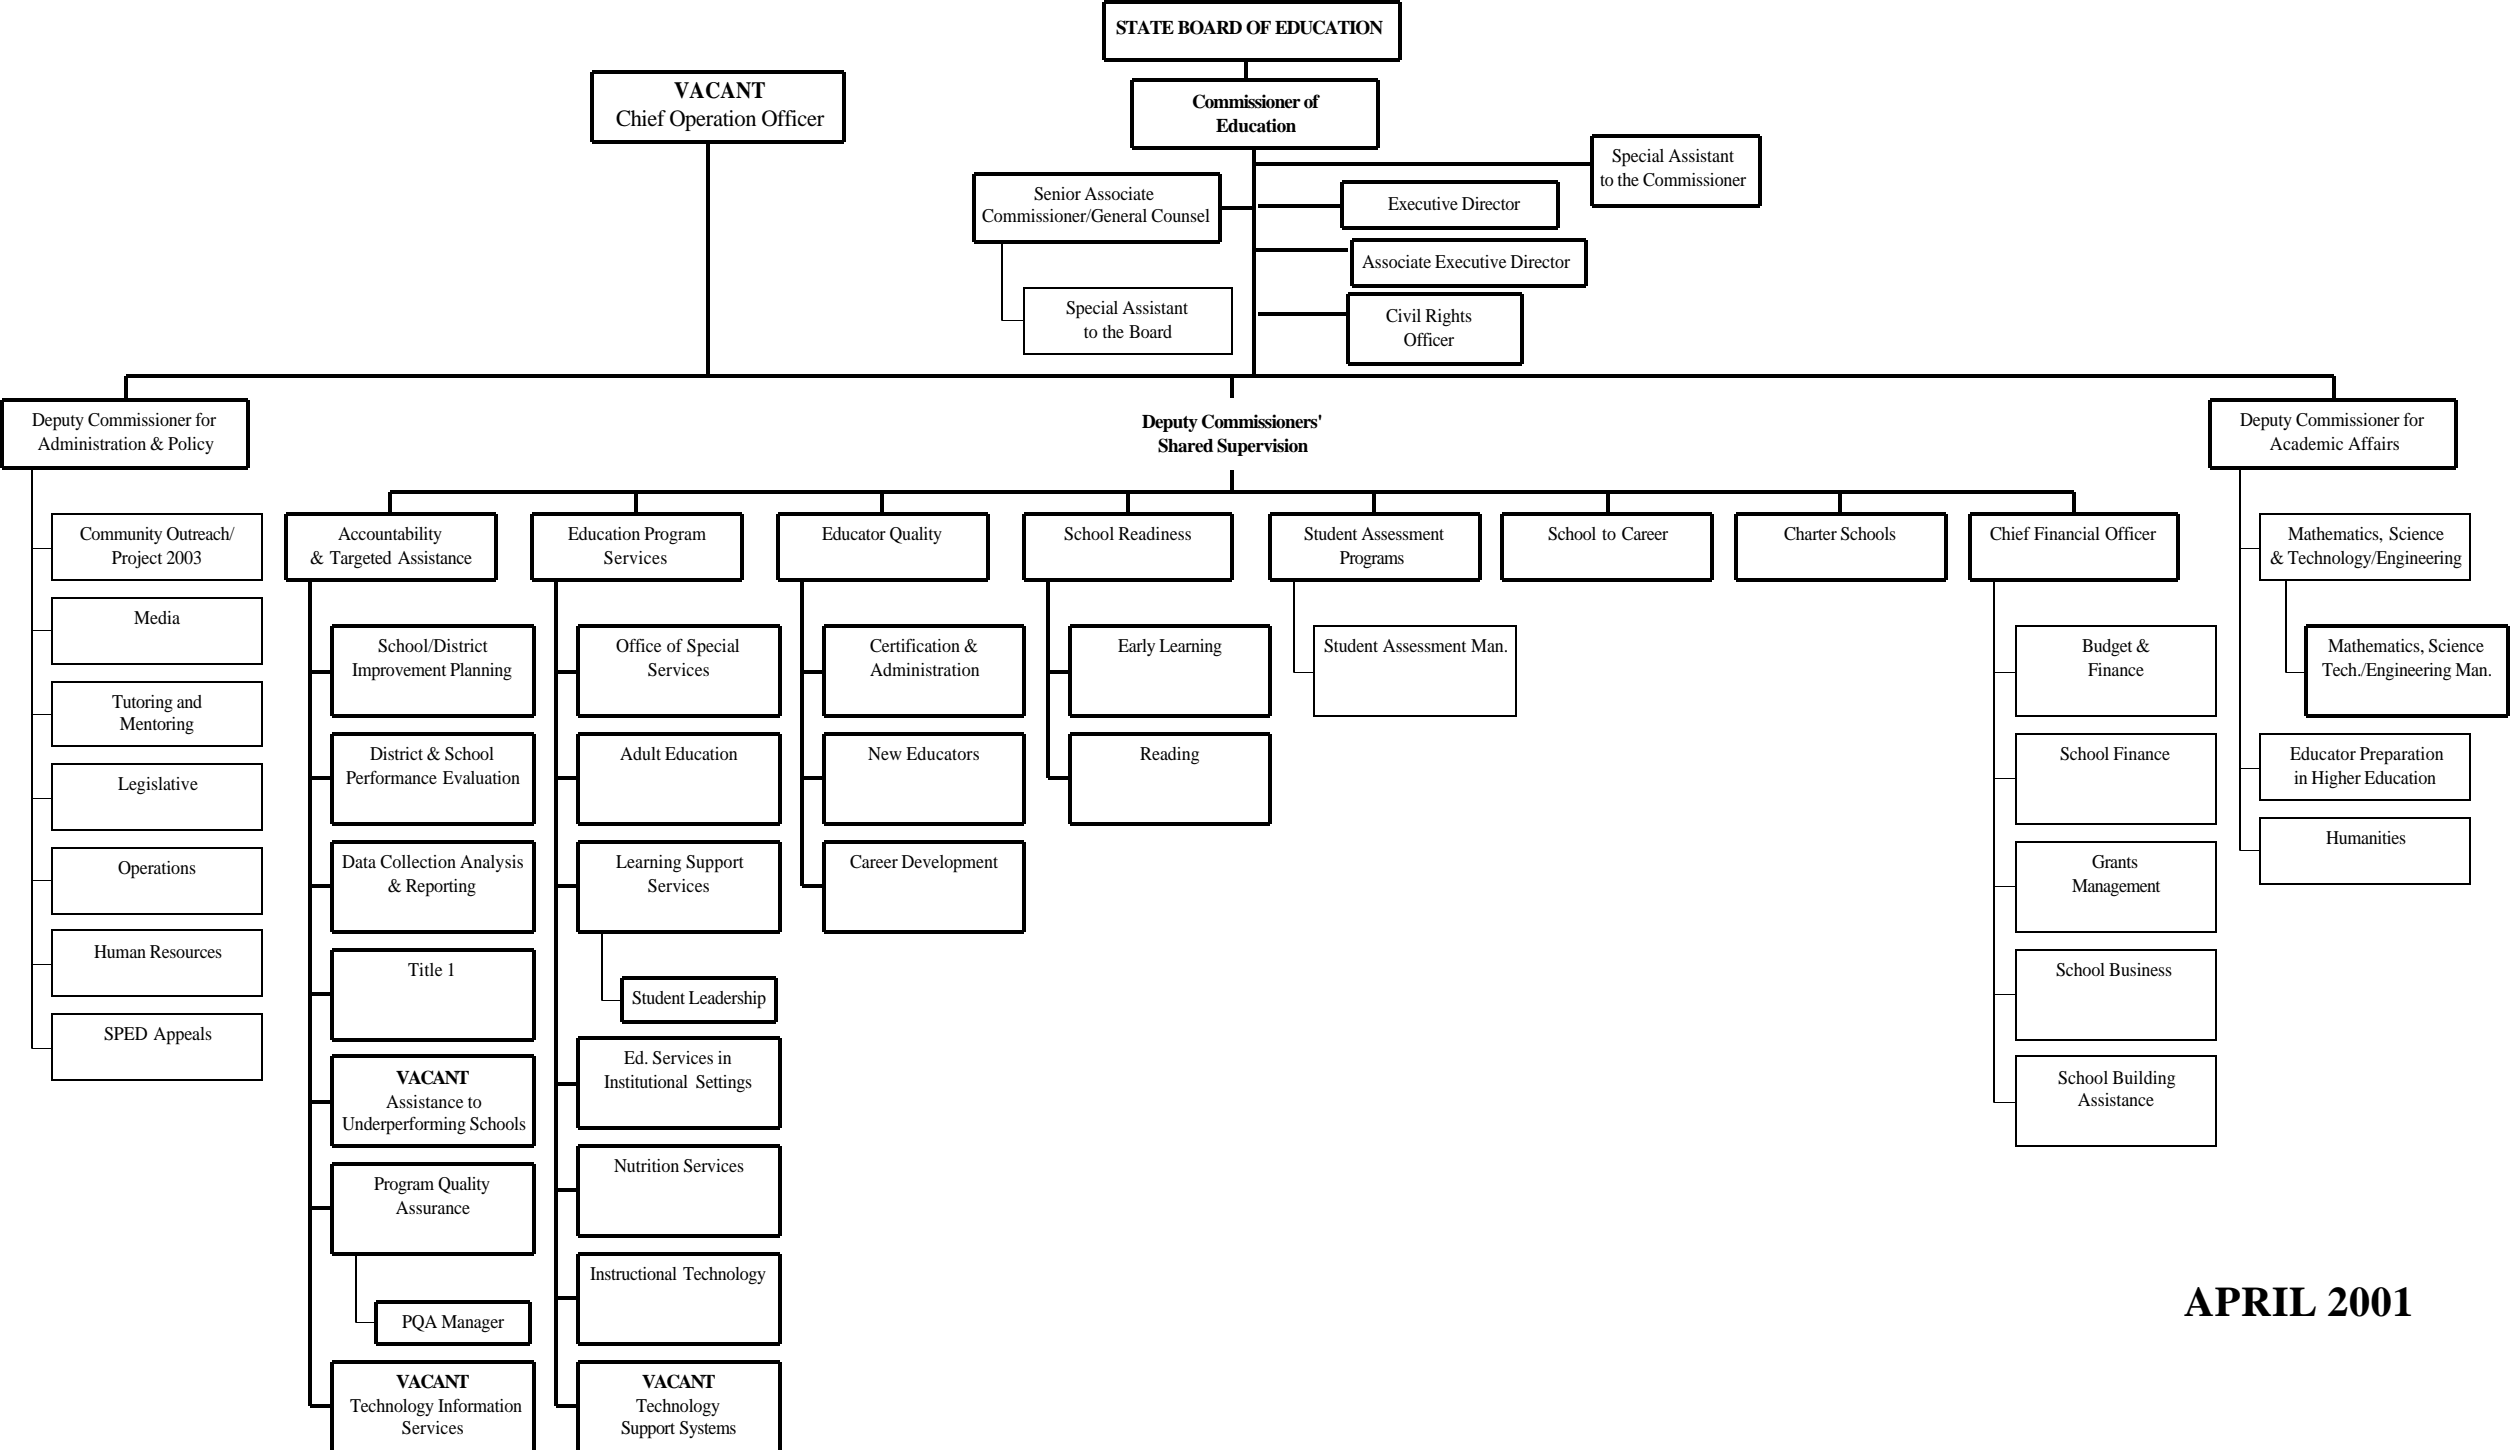 STATE BOARD OF EDUCATION
VACANT
Chief Operation Officer
Commissioner of
Education
Special Assistant
to the Commissioner
Senior Associate
Commissioner/General Counsel
Executive Director
Associate Executive Director
Special Assistant
to the Board
Civil Rights
Officer
Deputy Commissioner for
Administration & Policy
Deputy Commissioners'
Shared Supervision
Deputy Commissioner for
Academic Affairs
Community Outreach/
Project 2003
Media
Tutoring and
Mentoring
Legislative
Operations
Human Resources
SPED Appeals
Accountability
& Targeted Assistance
School/District
Improvement Planning
District & School
Performance Evaluation
Data Collection Analysis
& Reporting
Title 1
VACANT
Assistance to
Underperforming Schools
Program Quality
Assurance
PQA Manager
VACANT
Technology Information
Services
Education Program
Services
Office of Special
Services
Adult Education
Learning Support
Services
Student Leadership
Ed. Services in
Institutional Settings
Nutrition Services
Instructional Technology
VACANT
Technology
Support Systems
Educator Quality
Certification &
Administration
New Educators
Career Development
School Readiness
Early Learning
Reading
Student Assessment
Programs
Student Assessment Man.
School to Career
Charter Schools
Chief Financial Officer
Budget &
Finance
School Finance
Grants
Management
School Business
School Building
Assistance
Mathematics, Science
& Technology/Engineering
Mathematics, Science
Tech./Engineering Man.
Educator Preparation
in Higher Education
Humanities
APRIL 2001